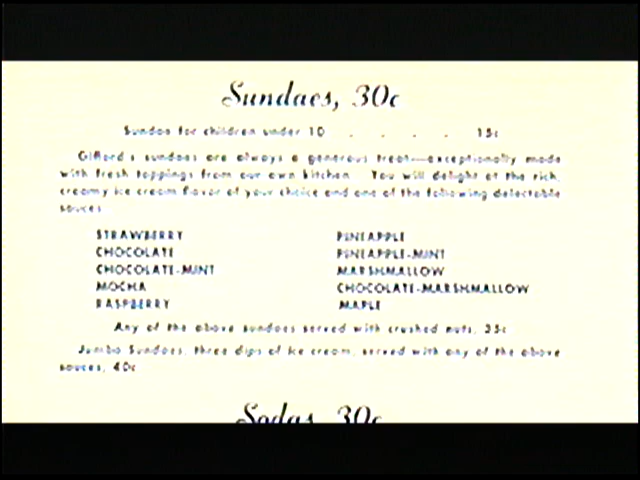 Sundaes, 30c
Sundae for children under 10 . . . . . 15c
Gifford's sundaes are always a generous treat—exceptionally made
with fresh toppings from our own kitchen. You will delight at the rich
creamy ice cream flavor of your choice and one of the following delectable
sauces
STRAWBERRY
CHOCOLATE
CHOCOLATE-MINT
MOCHA
RASPBERRY
PINEAPPLE
PINEAPPLE-MINT
MARSHMALLOW
CHOCOLATE-MARSHMALLOW
MAPLE
Any of the above sundaes served with crushed nuts, 35c
Jumbo Sundaes, three dips of ice cream, served with any of the above
sauces, 40c
Sodas, 30c